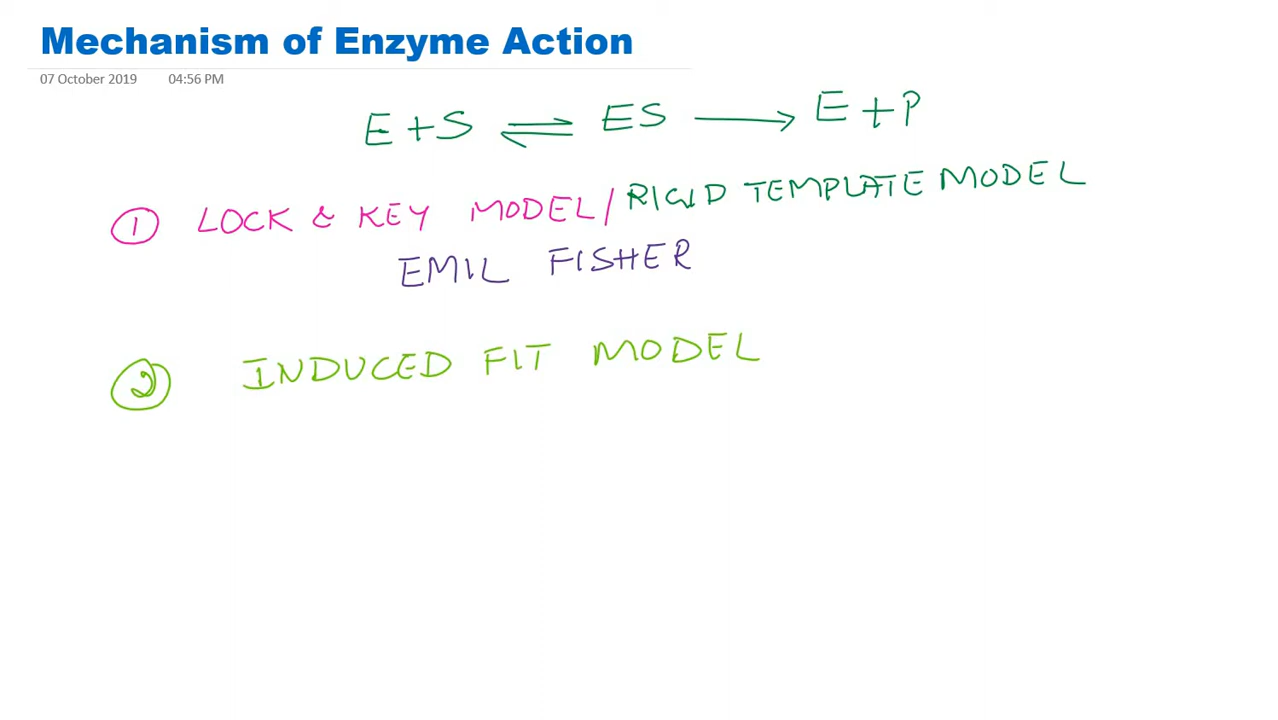 Mechanism of Enzyme Action
07 October 2019 04:56 PM
E + S ⇌ ES ⟶ E + P
① LOCK & KEY MODEL / RIGID TEMPLATE MODEL
EMIL FISHER
② INDUCED FIT MODEL